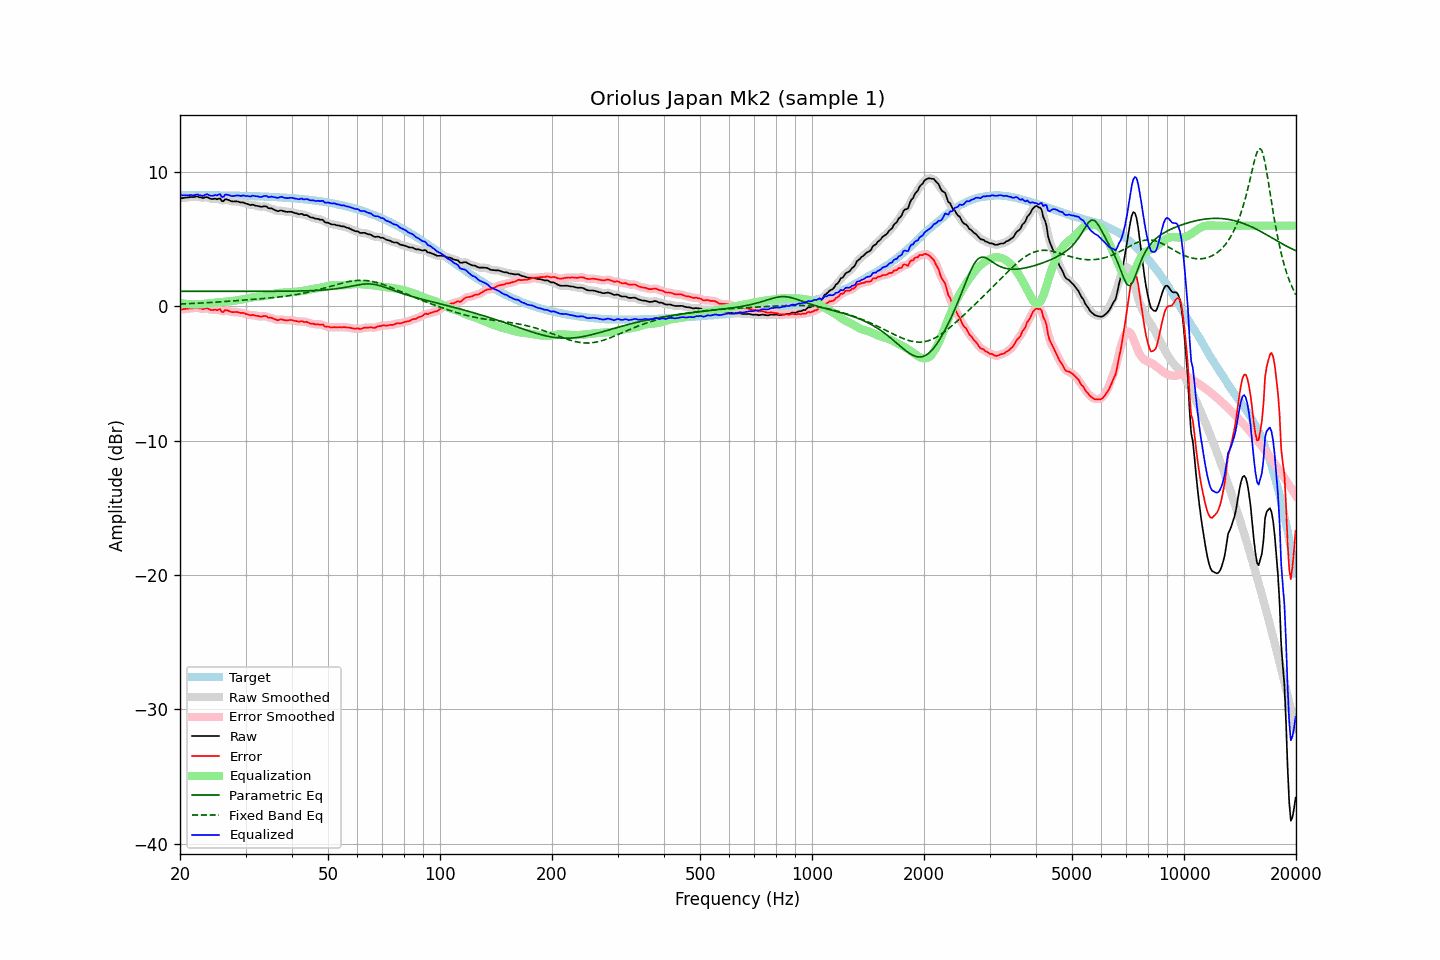 Oriolus Japan Mk2 (sample 1)
Amplitude (dBr)
10
0
−10
−20
−30
−40
Target
Raw Smoothed
Error Smoothed
Raw
Error
Equalization
Parametric Eq
Fixed Band Eq
Equalized
20 50 100 200 500 1000 2000 5000 10000 20000
Frequency (Hz)